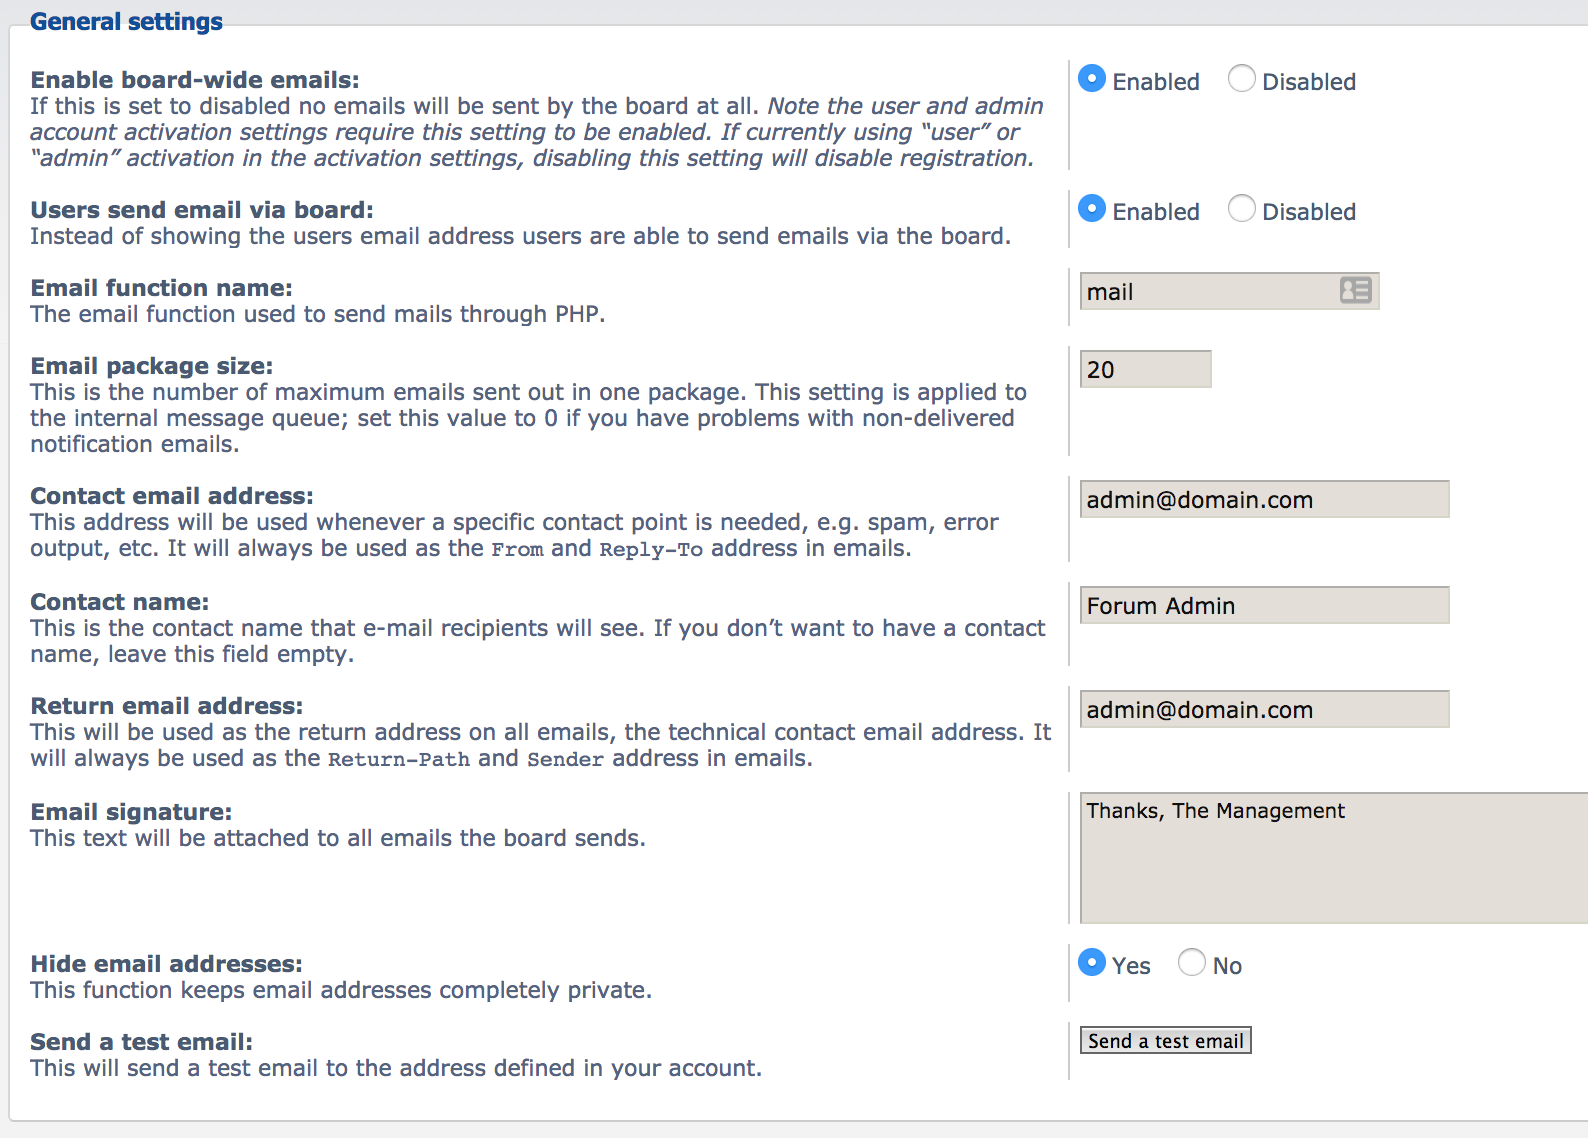 General settings
Enable board-wide emails:
If this is set to disabled no emails will be sent by the board at all. Note the user and admin
account activation settings require this setting to be enabled. If currently using “user” or
“admin” activation in the activation settings, disabling this setting will disable registration.
Enabled Disabled
Users send email via board:
Instead of showing the users email address users are able to send emails via the board.
Enabled Disabled
Email function name:
The email function used to send mails through PHP.
mail
Email package size:
This is the number of maximum emails sent out in one package. This setting is applied to
the internal message queue; set this value to 0 if you have problems with non-delivered
notification emails.
20
Contact email address:
This address will be used whenever a specific contact point is needed, e.g. spam, error
output, etc. It will always be used as the From and Reply-To address in emails.
admin@domain.com
Contact name:
This is the contact name that e-mail recipients will see. If you don’t want to have a contact
name, leave this field empty.
Forum Admin
Return email address:
This will be used as the return address on all emails, the technical contact email address. It
will always be used as the Return-Path and Sender address in emails.
admin@domain.com
Email signature:
This text will be attached to all emails the board sends.
Thanks, The Management
Hide email addresses:
This function keeps email addresses completely private.
Yes No
Send a test email:
This will send a test email to the address defined in your account.
Send a test email